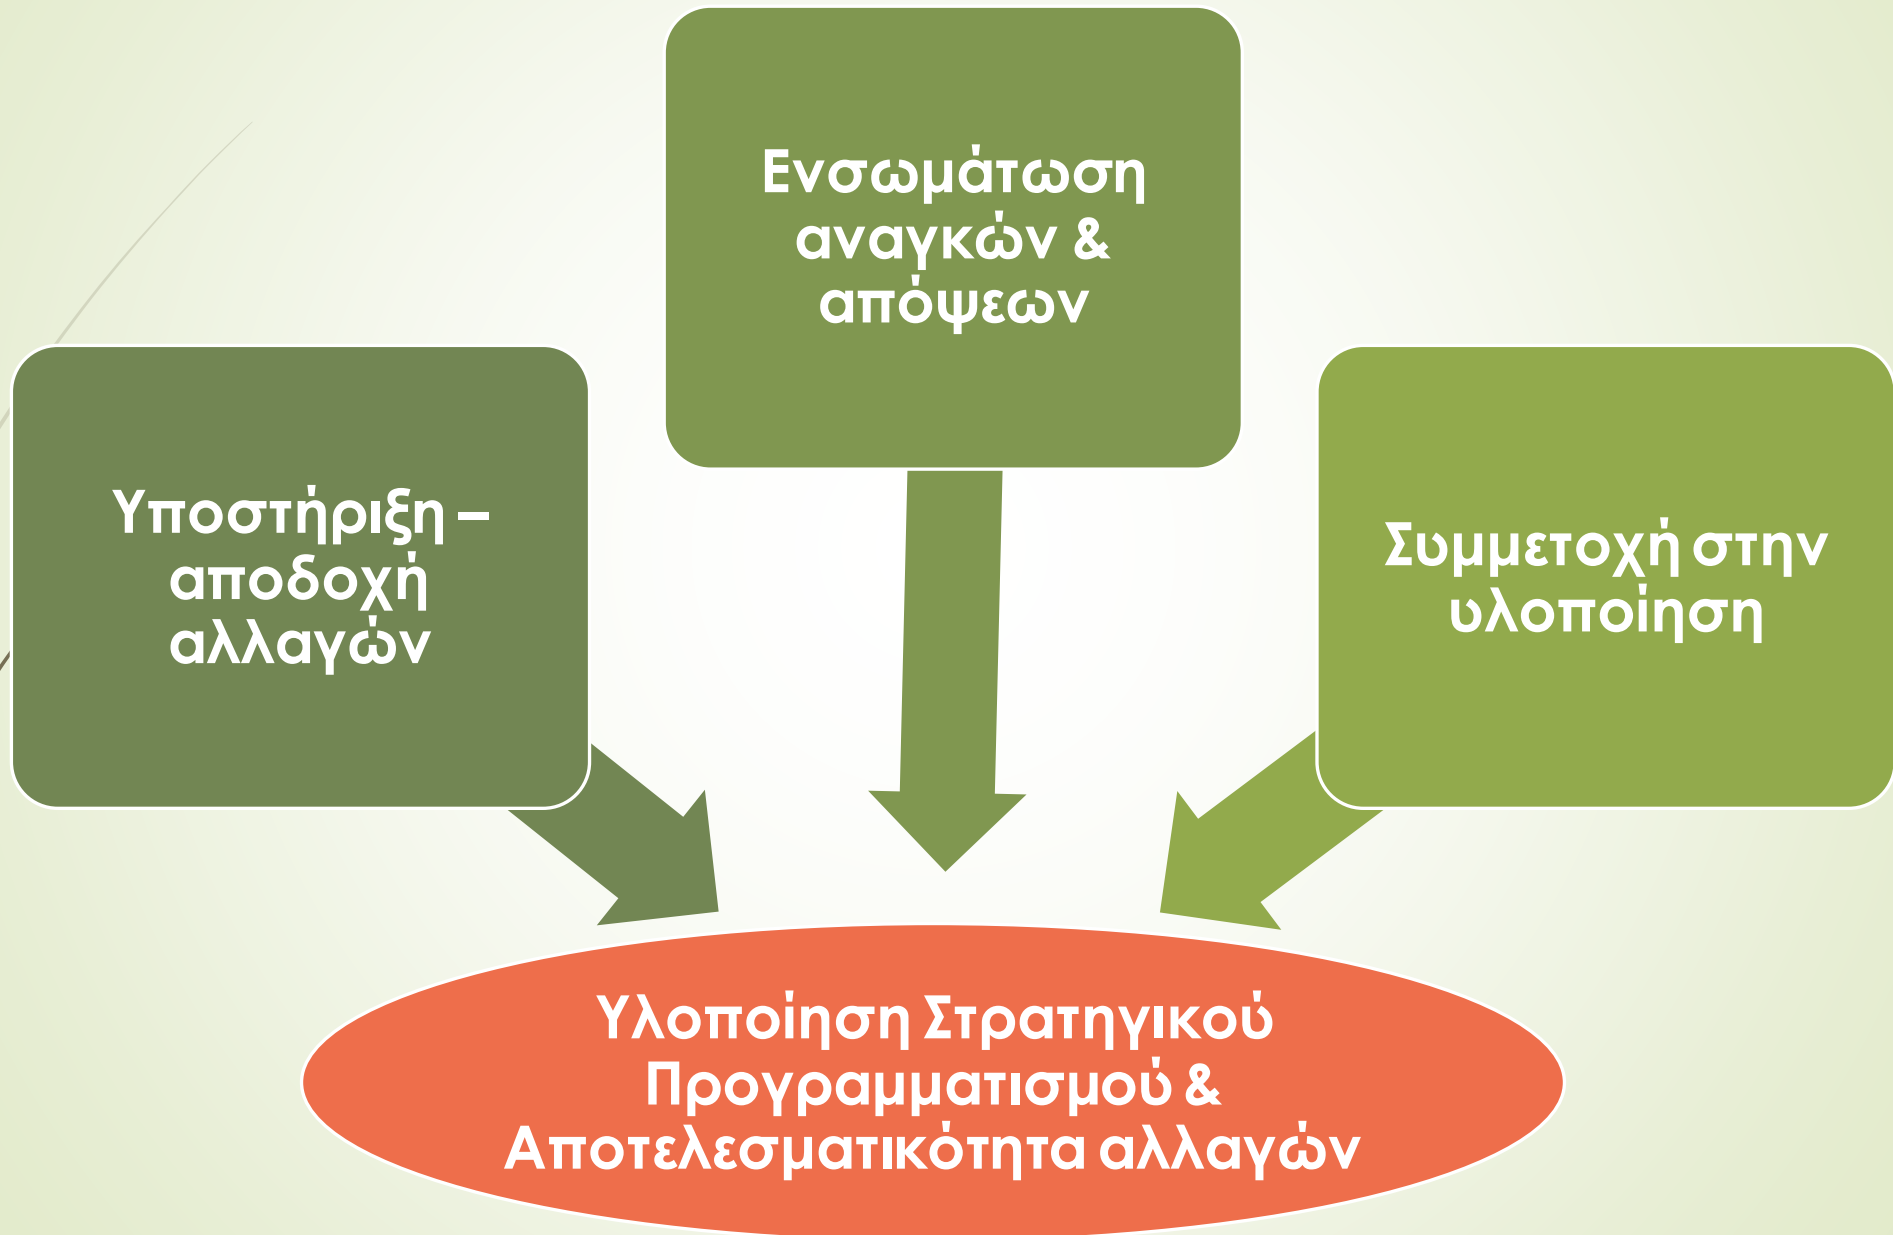 Ενσωμάτωση
αναγκών &
απόψεων
Υποστήριξη –
αποδοχή
αλλαγών
Συμμετοχή στην
υλοποίηση
Υλοποίηση Στρατηγικού
Προγραμματισμού &
Αποτελεσματικότητα αλλαγών